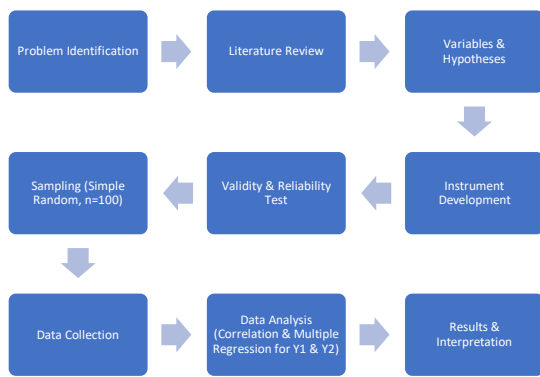 Problem Identification
Literature Review
Variables &
Hypotheses
Instrument
Development
Validity & Reliability
Test
Sampling (Simple
Random, n=100)
Data Collection
Data Analysis
(Correlation & Multiple
Regression for Y1 & Y2)
Results &
Interpretation